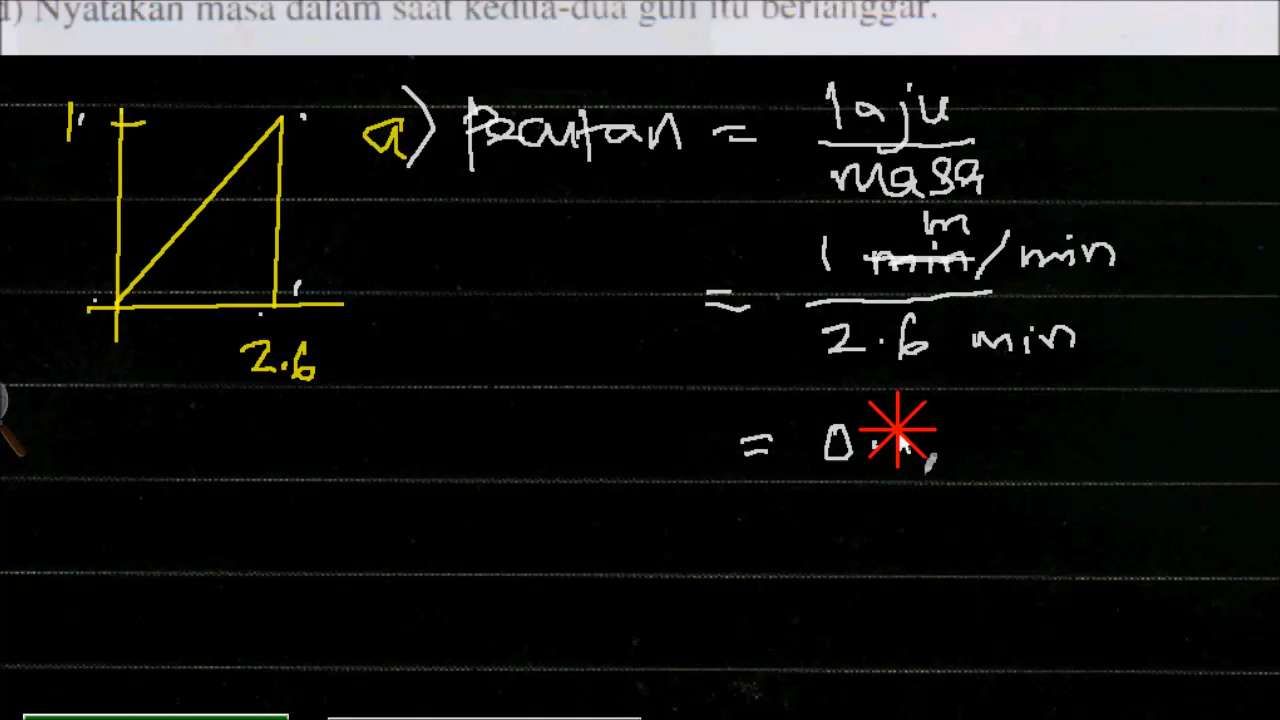 d) Nyatakan masa dalam saat kedua-dua guli itu berlanggar.
1
2.6
a) Pecutan = laju
masa
= 1 m/min
2.6 min
= 0.